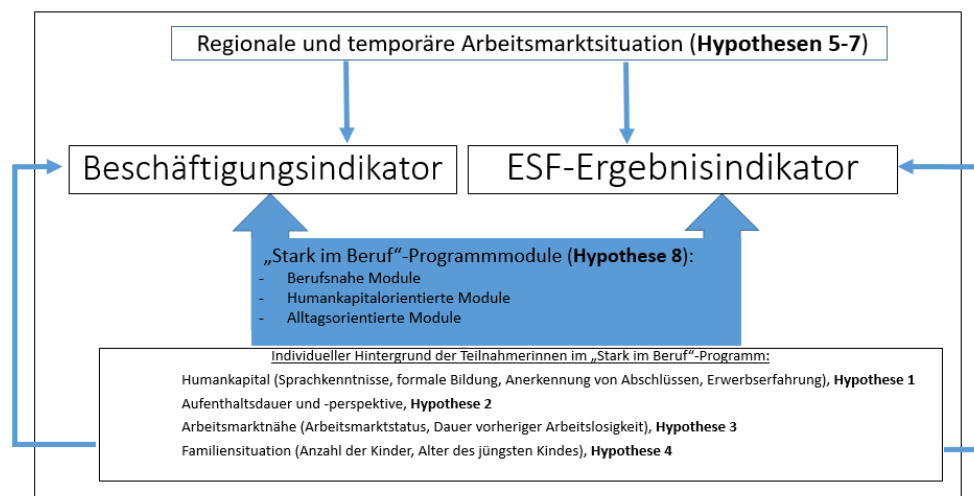 Regionale und temporäre Arbeitsmarktsituation (Hypothesen 5-7)
Beschäftigungsindikator
ESF-Ergebnisindikator
„Stark im Beruf“-Programmmodule (Hypothese 8):
- Berufsnahe Module
- Humankapitalorientierte Module
- Alltagsorientierte Module
Individueller Hintergrund der Teilnahmerinnen im „Stark im Beruf“-Programm:
Humankapital (Sprachkenntnisse, formale Bildung, Anerkennung von Abschlüssen, Erwerbserfahrung), Hypothese 1
Aufenthaltsdauer und -perspektive, Hypothese 2
Arbeitsmarktnähe (Arbeitsmarktstatus, Dauer vorheriger Arbeitslosigkeit), Hypothese 3
Familiensituation (Anzahl der Kinder, Alter des jüngsten Kindes), Hypothese 4